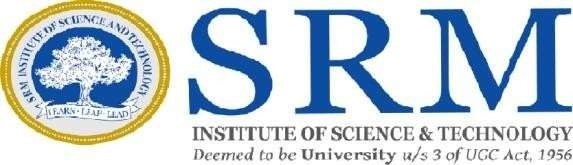 SRM INSTITUTE OF SCIENCE AND TECHNOLOGY
LEARN · LEAP · LEAD
SRM
INSTITUTE OF SCIENCE & TECHNOLOGY
Deemed to be University u/s 3 of UGC Act, 1956